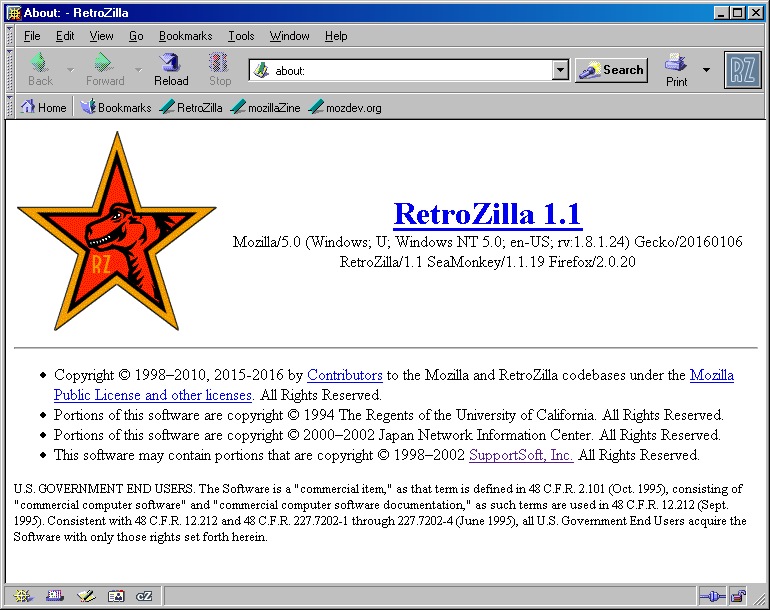 About: - RetroZilla
File Edit View Go Bookmarks Tools Window Help
Back Forward Reload Stop about: Search Print RZ
Home Bookmarks RetroZilla mozillaZine mozdev.org
RZ
RetroZilla 1.1
Mozilla/5.0 (Windows; U; Windows NT 5.0; en-US; rv:1.8.1.24) Gecko/20160106
RetroZilla/1.1 SeaMonkey/1.1.19 Firefox/2.0.20
Copyright © 1998–2010, 2015-2016 by Contributors to the Mozilla and RetroZilla codebases under the Mozilla
Public License and other licenses. All Rights Reserved.
Portions of this software are copyright © 1994 The Regents of the University of California. All Rights Reserved.
Portions of this software are copyright © 2000–2002 Japan Network Information Center. All Rights Reserved.
This software may contain portions that are copyright © 1998–2002 SupportSoft, Inc. All Rights Reserved.
U.S. GOVERNMENT END USERS. The Software is a "commercial item," as that term is defined in 48 C.F.R. 2.101 (Oct. 1995), consisting of
"commercial computer software" and "commercial computer software documentation," as such terms are used in 48 C.F.R. 12.212 (Sept.
1995). Consistent with 48 C.F.R. 12.212 and 48 C.F.R. 227.7202-1 through 227.7202-4 (June 1995), all U.S. Government End Users acquire the
Software with only those rights set forth herein.
cZ